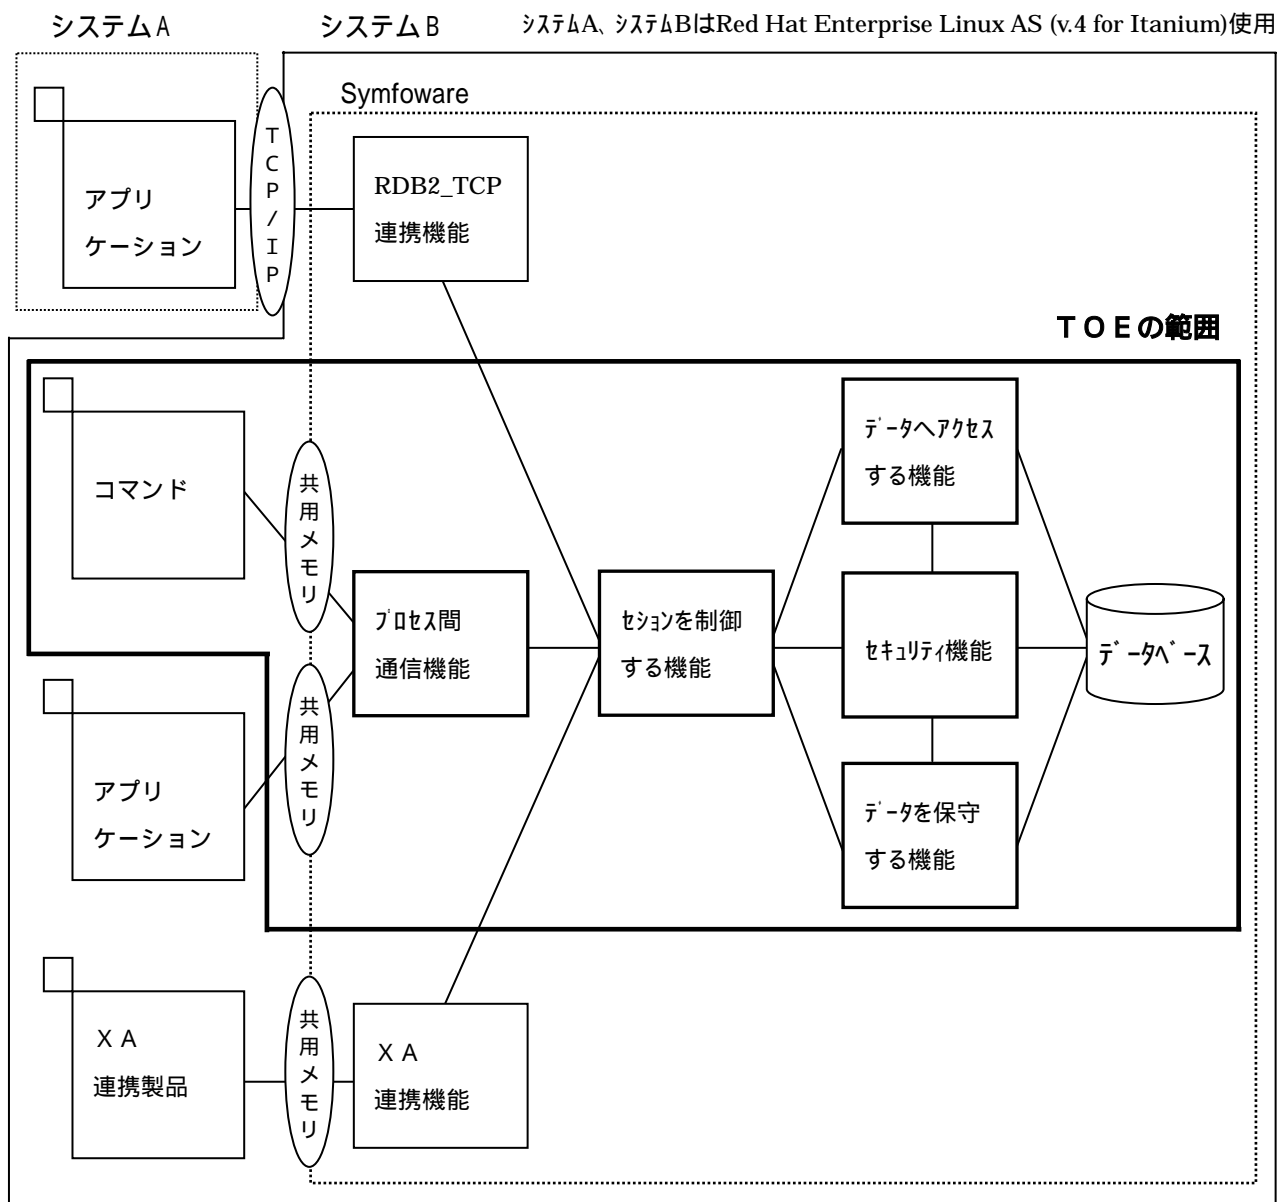 システムA
システムB
ｼｽﾃﾑA、ｼｽﾃﾑBはRed Hat Enterprise Linux AS (v.4 for Itanium)使用
Symfoware
アプリ
ケーション
TCP/IP
RDB2_TCP
連携機能
ＴＯＥの範囲
コマンド
共用メモリ
プロセス間
通信機能
ｾｼｮﾝを制御
する機能
ﾃﾞｰﾀへｱｸｾｽ
する機能
ｾｷｭﾘﾃｨ機能
ﾃﾞｰﾀﾍﾞｰｽ
ﾃﾞｰﾀを保守
する機能
アプリ
ケーション
共用メモリ
ＸＡ
連携製品
共用メモリ
ＸＡ
連携機能